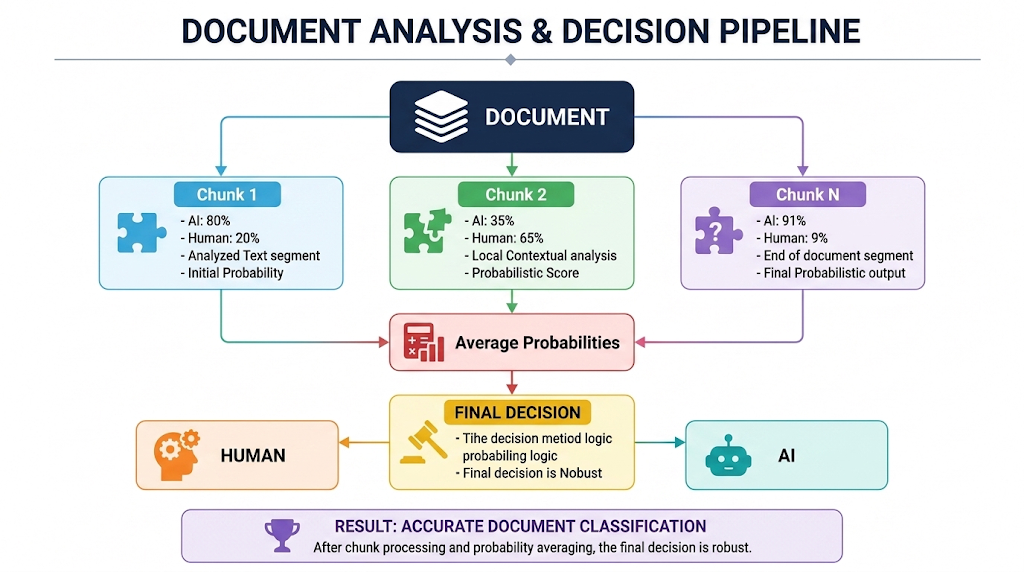 DOCUMENT ANALYSIS & DECISION PIPELINE
DOCUMENT
Chunk 1
- AI: 80%
- Human: 20%
- Analyzed Text segment
- Initial Probability
Chunk 2
- AI: 35%
- Human: 65%
- Local Contextual analysis
- Probabilistic Score
Chunk N
?
- AI: 91%
- Human: 9%
- End of document segment
- Final Probabilistic output
Average Probabilities
FINAL DECISION
- Tihe decision metiod logic
probabiling logic
- Final decision is Nobust
HUMAN
AI
RESULT: ACCURATE DOCUMENT CLASSIFICATION
After chunk processing and probability averaging, the final decision is robust.